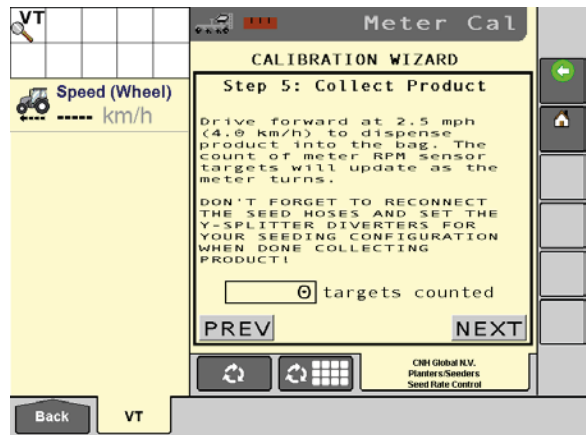 VT
Meter Cal
CALIBRATION WIZARD
Speed (Wheel)
----- km/h
Step 5: Collect Product
Drive forward at 2.5 mph
(4.0 km/h) to dispense
product into the bag. The
count of meter RPM sensor
targets will update as the
meter turns.
DON'T FORGET TO RECONNECT
THE SEED HOSES AND SET THE
Y-SPLITTER DIVERTERS FOR
YOUR SEEDING CONFIGURATION
WHEN DONE COLLECTING
PRODUCT!
0 targets counted
PREV NEXT
CNH Global N.V.
Planters/Seeders
Seed Rate Control
Back VT